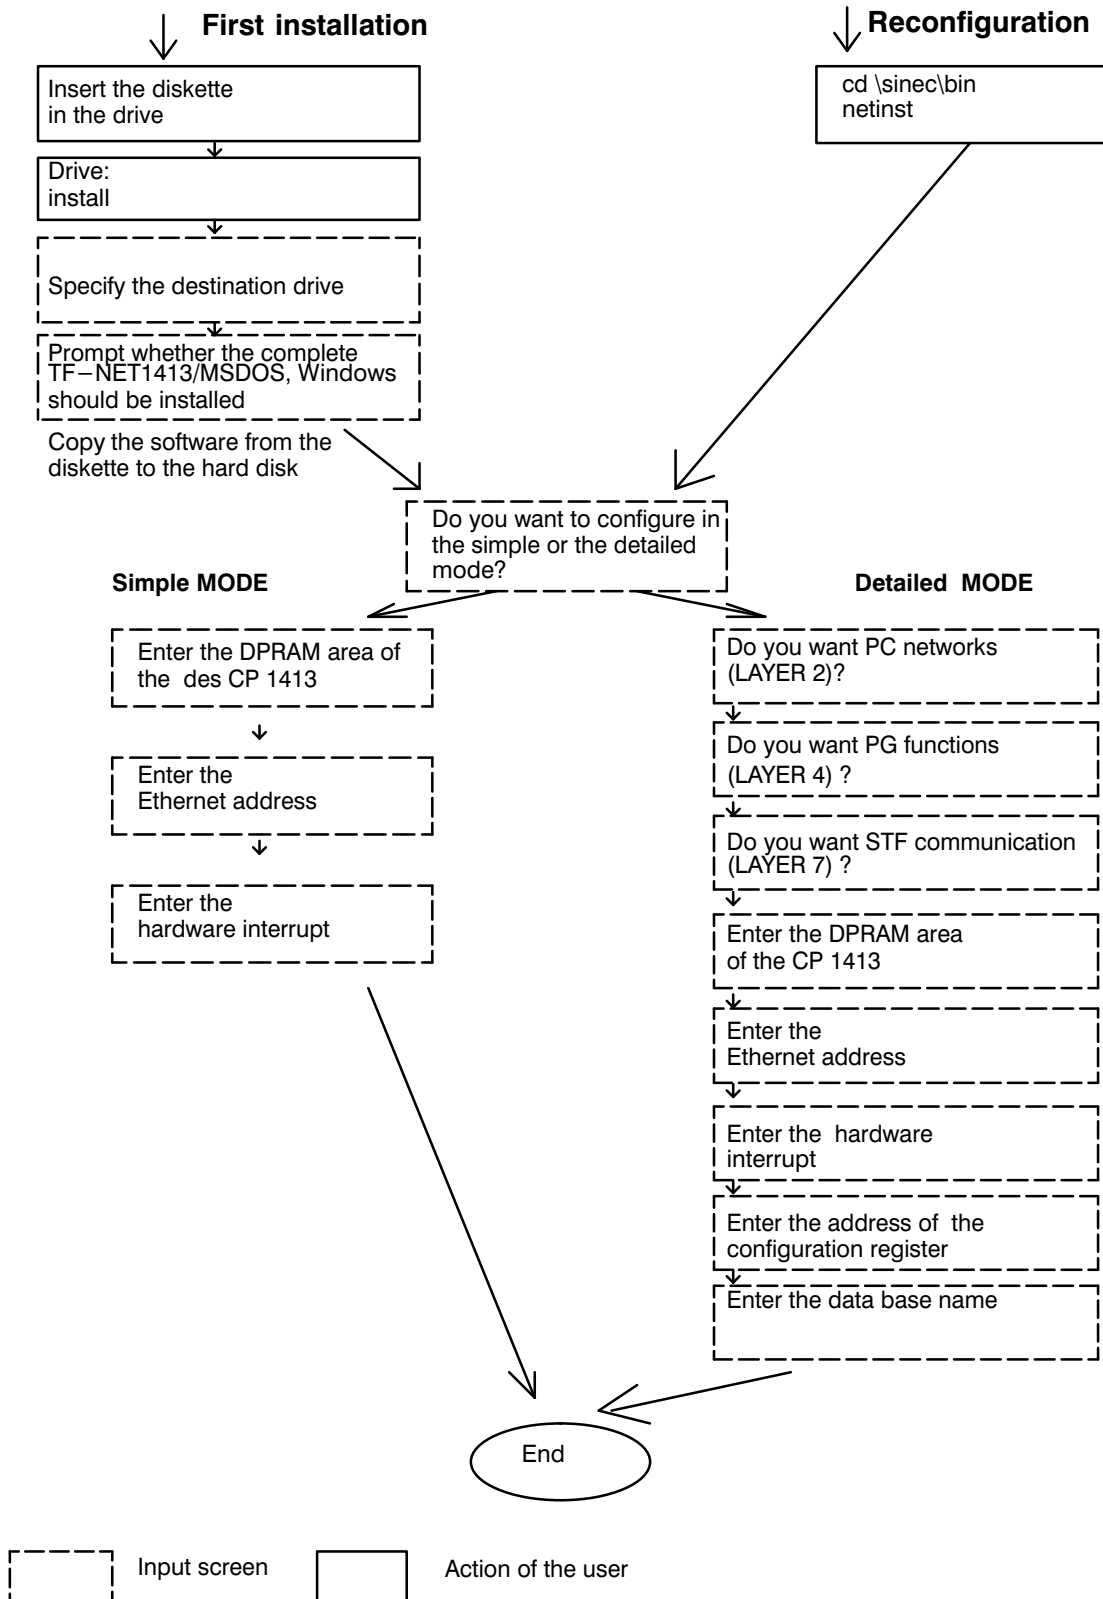 First installation
Insert the diskette
in the drive
Drive:
install
Specify the destination drive
Prompt whether the complete
TF−NET1413/MSDOS, Windows
should be installed
Copy the software from the
diskette to the hard disk
Reconfiguration
cd \sinec\bin
netinst
Do you want to configure in
the simple or the detailed
mode?
Simple MODE
Enter the DPRAM area of
the des CP 1413
Enter the
Ethernet address
Enter the
hardware interrupt
Detailed MODE
Do you want PC networks
(LAYER 2)?
Do you want PG functions
(LAYER 4) ?
Do you want STF communication
(LAYER 7) ?
Enter the DPRAM area
of the CP 1413
Enter the
Ethernet address
Enter the hardware
interrupt
Enter the address of the
configuration register
Enter the data base name
End
Input screen
Action of the user